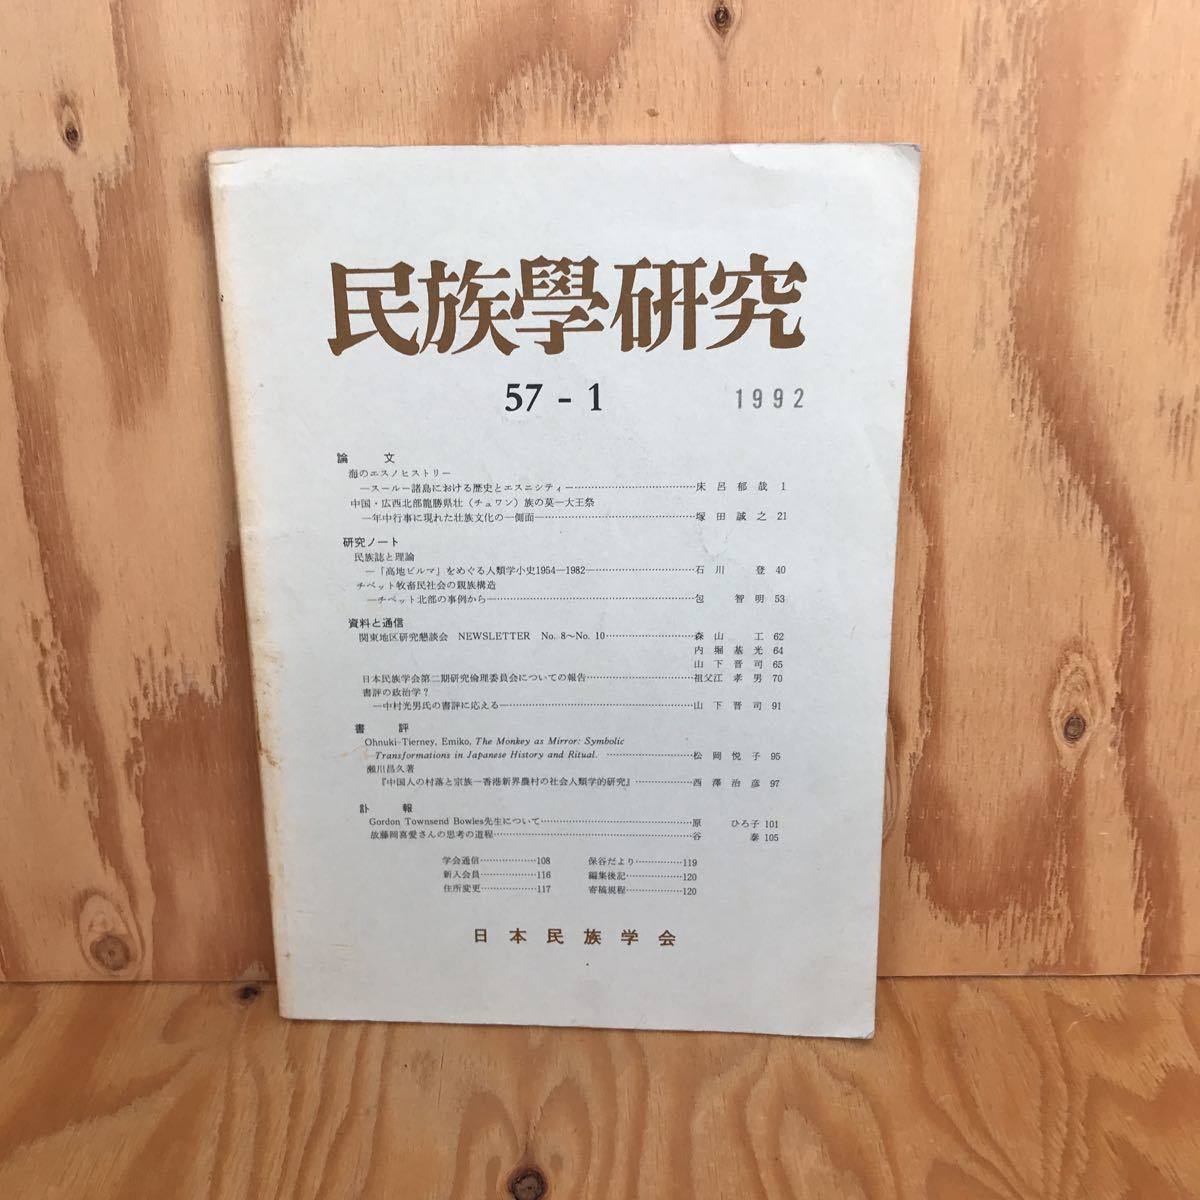 民族學研究
57 - 1 1992
論 文
海のエスノヒストリー
―スールー諸島における歴史とエスニシティ―……………………………床 呂 郁 哉 1
中国・広西北部龍勝県壮(チュワン)族の莫一大王祭
―年中行事に現れた壮族文化の一側面―……………………………塚 田 誠 之 21
研究ノート
民族誌と理論
―「高地ビルマ」をめぐる人類学小史1954―1982―……………………石 川 登 40
チベット牧畜民社会の親族構造
―チベット北部の事例から―……………………………包 智 明 53
資料と通信
関東地区研究懇談会 NEWSLETTER No. 8～No. 10……………………森 山 工 62
内 堀 基 光 64
山 下 晋 司 65
日本民族学会第二期研究倫理委員会についての報告……………………祖父江 孝 男 70
書評の政治学?
―中村光男氏の書評に応える―……………………………山 下 晋 司 91
書 評
Ohnuki-Tierney, Emiko, The Monkey as Mirror: Symbolic
Transformations in Japanese History and Ritual. ……………………松 岡 悦 子 95
瀬川昌久著
『中国人の村落と宗族―香港新界農村の社会人類学的研究』……………西 澤 治 彦 97
訃 報
Gordon Townsend Bowles先生について……………………………原 ひろ子 101
故藤岡喜愛さんの思考の道程……………………………谷 泰 105
学会通信………………108 保谷だより……………119
新入会員………………116 編集後記………………120
住所変更………………117 寄稿規程………………120
日本民族学会